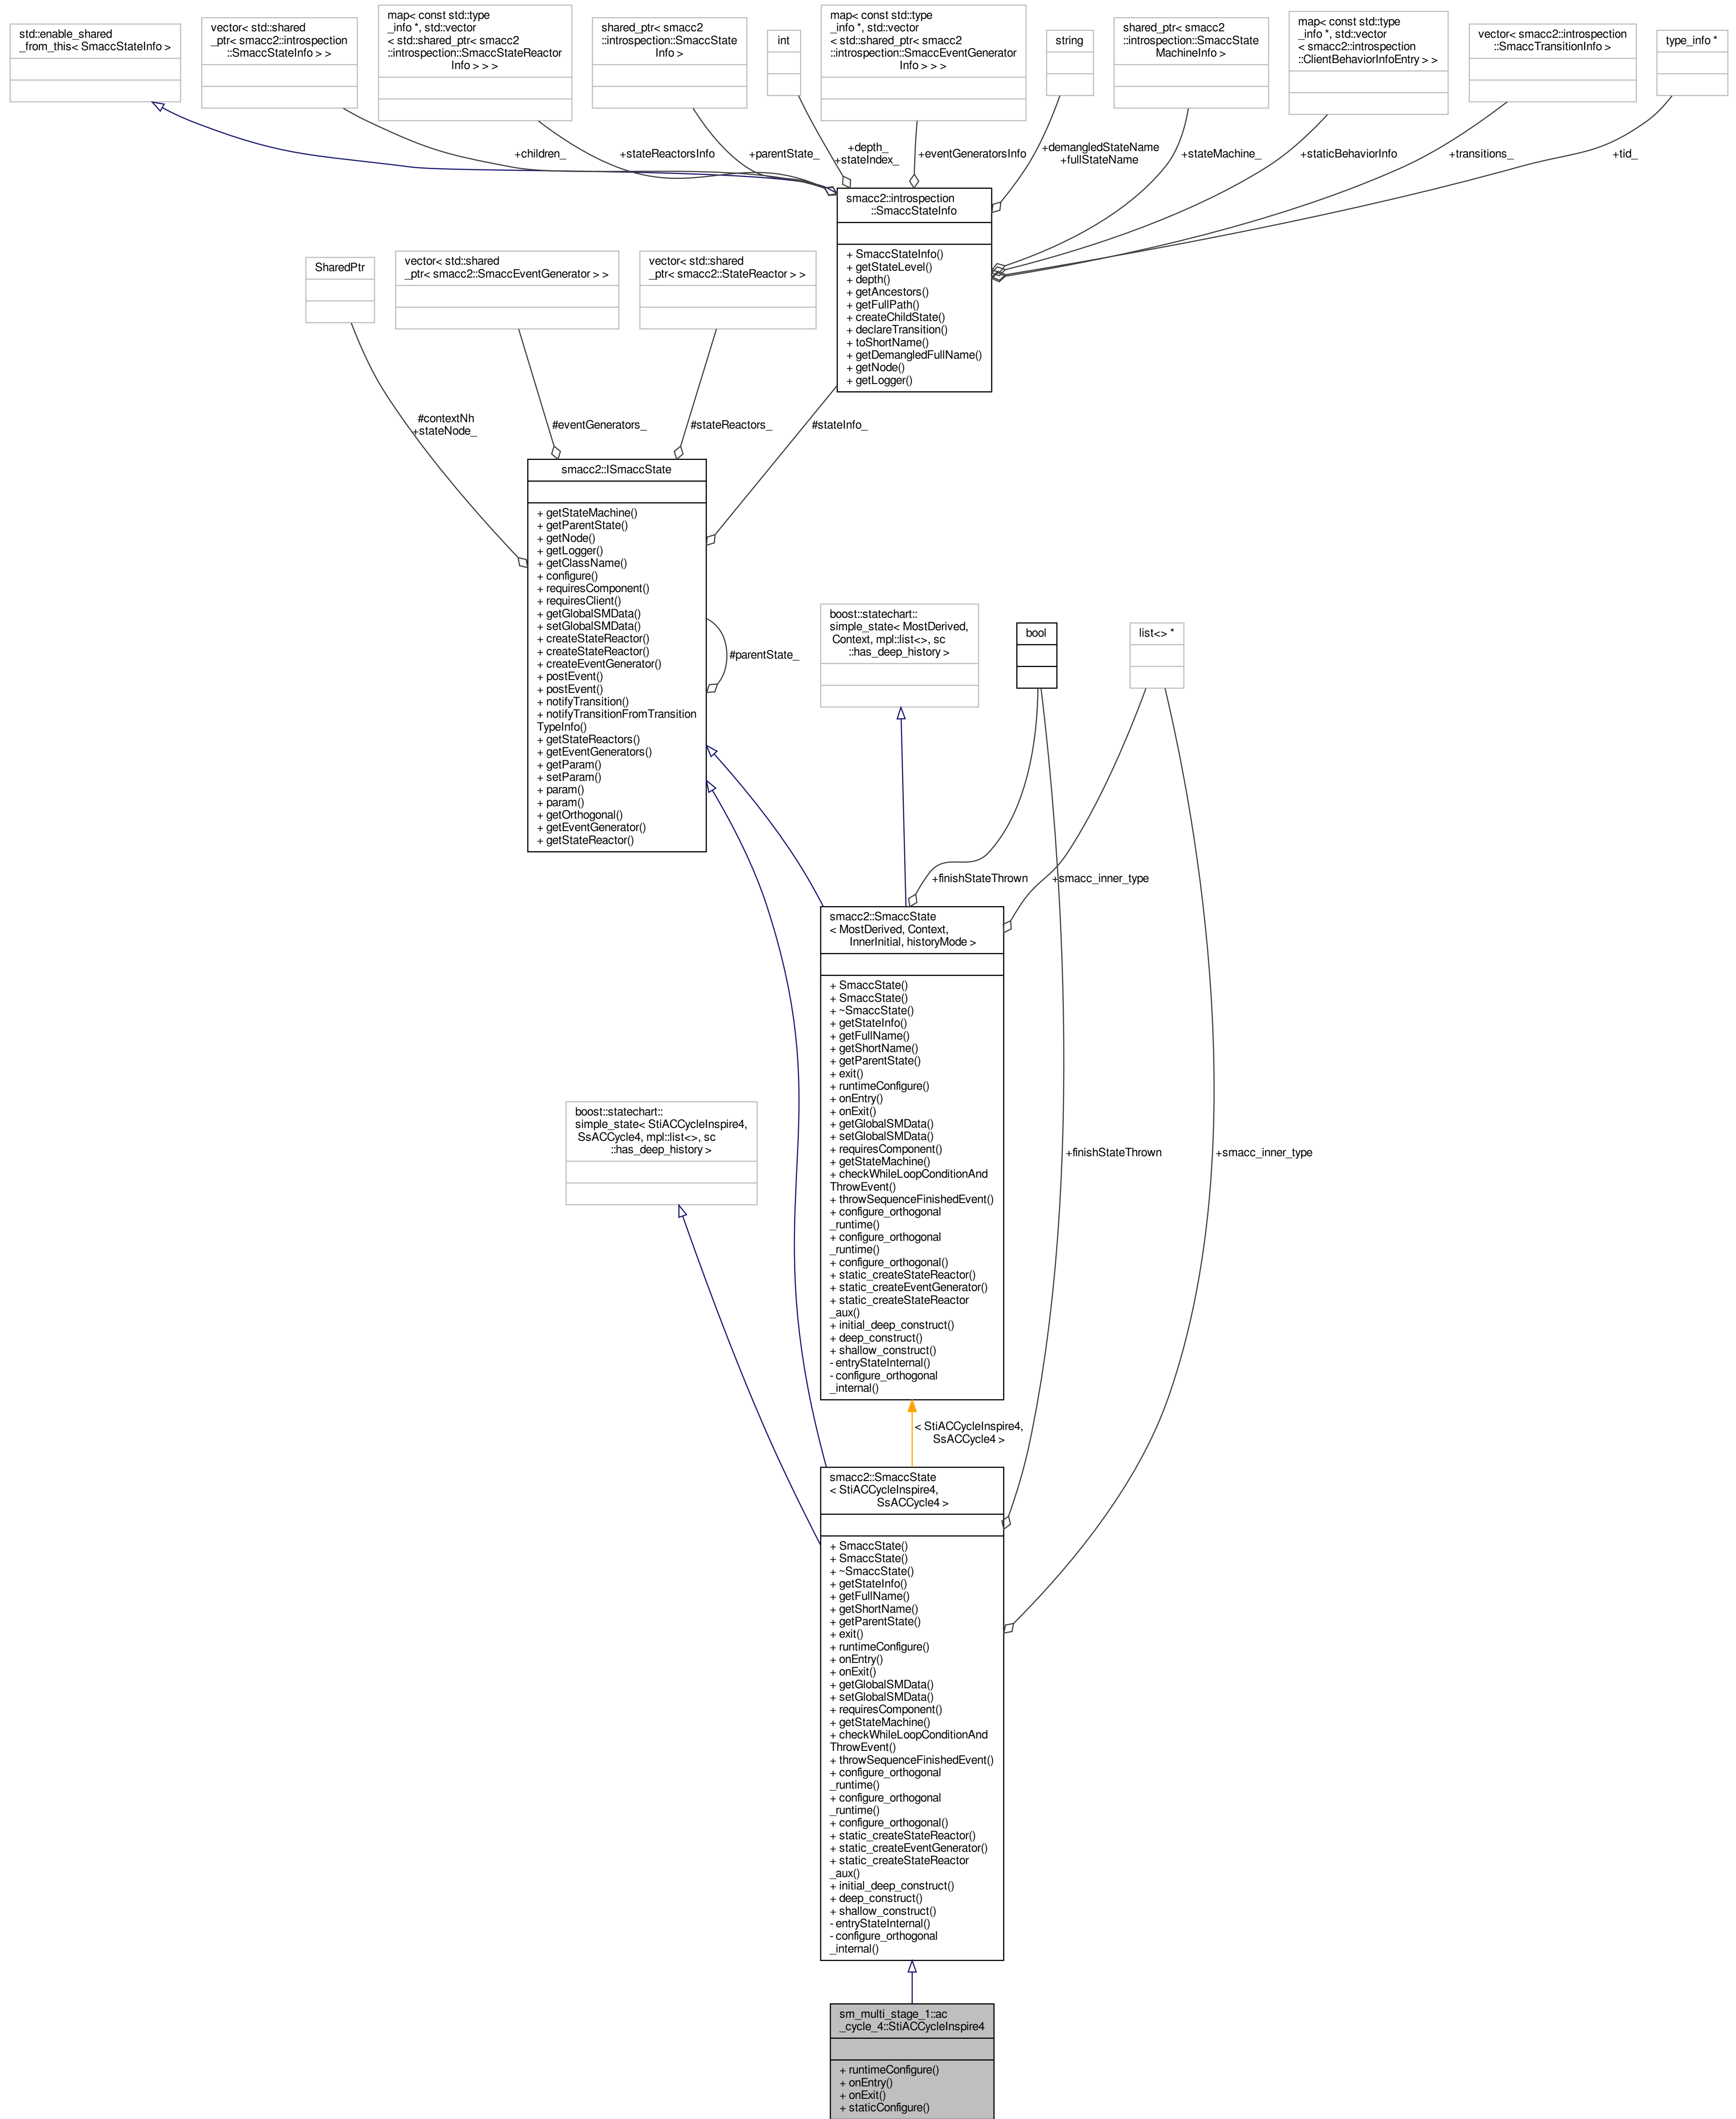 std::enable_shared
_from_this< SmaccStateInfo >
vector< std::shared
_ptr< smacc2::introspection
::SmaccStateInfo > >
map< const std::type
_info *, std::vector
< std::shared_ptr< smacc2
::introspection::SmaccStateReactor
Info > > >
shared_ptr< smacc2
::introspection::SmaccState
Info >
int
map< const std::type
_info *, std::vector
< std::shared_ptr< smacc2
::introspection::SmaccEventGenerator
Info > > >
string
shared_ptr< smacc2
::introspection::SmaccState
MachineInfo >
map< const std::type
_info *, std::vector
< smacc2::introspection
::ClientBehaviorInfoEntry > >
vector< smacc2::introspection
::SmaccTransitionInfo >
type_info *
+children_
+stateReactorsInfo
+parentState_
+depth_
+stateIndex_
+eventGeneratorsInfo
+demangledStateName
+fullStateName
+stateMachine_
+staticBehaviorInfo
+transitions_
+tid_
smacc2::introspection
::SmaccStateInfo
+ SmaccStateInfo()
+ getStateLevel()
+ depth()
+ getAncestors()
+ getFullPath()
+ createChildState()
+ declareTransition()
+ toShortName()
+ getDemangledFullName()
+ getNode()
+ getLogger()
SharedPtr
vector< std::shared
_ptr< smacc2::SmaccEventGenerator > >
vector< std::shared
_ptr< smacc2::StateReactor > >
#contextNh
+stateNode_
#eventGenerators_
#stateReactors_
#stateInfo_
smacc2::ISmaccState
+ getStateMachine()
+ getParentState()
+ getNode()
+ getLogger()
+ getClassName()
+ configure()
+ requiresComponent()
+ requiresClient()
+ getGlobalSMData()
+ setGlobalSMData()
+ createStateReactor()
+ createStateReactor()
+ createEventGenerator()
+ postEvent()
+ postEvent()
+ notifyTransition()
+ notifyTransitionFromTransition
TypeInfo()
+ getStateReactors()
+ getEventGenerators()
+ getParam()
+ setParam()
+ param()
+ param()
+ getOrthogonal()
+ getEventGenerator()
+ getStateReactor()
#parentState_
boost::statechart::
simple_state< MostDerived,
Context, mpl::list<>, sc
::has_deep_history >
bool
list<> *
+finishStateThrown
+smacc_inner_type
smacc2::SmaccState
< MostDerived, Context,
InnerInitial, historyMode >
+ SmaccState()
+ SmaccState()
+ ~SmaccState()
+ getStateInfo()
+ getFullName()
+ getShortName()
+ getParentState()
+ exit()
+ runtimeConfigure()
+ onEntry()
+ onExit()
+ getGlobalSMData()
+ setGlobalSMData()
+ requiresComponent()
+ getStateMachine()
+ checkWhileLoopConditionAnd
ThrowEvent()
+ throwSequenceFinishedEvent()
+ configure_orthogonal
_runtime()
+ configure_orthogonal
_runtime()
+ configure_orthogonal()
+ static_createStateReactor()
+ static_createEventGenerator()
+ static_createStateReactor
_aux()
+ initial_deep_construct()
+ deep_construct()
+ shallow_construct()
- entryStateInternal()
- configure_orthogonal
_internal()
boost::statechart::
simple_state< StiACCycleInspire4,
SsACCycle4, mpl::list<>, sc
::has_deep_history >
+finishStateThrown
+smacc_inner_type
< StiACCycleInspire4,
SsACCycle4 >
smacc2::SmaccState
< StiACCycleInspire4,
SsACCycle4 >
+ SmaccState()
+ SmaccState()
+ ~SmaccState()
+ getStateInfo()
+ getFullName()
+ getShortName()
+ getParentState()
+ exit()
+ runtimeConfigure()
+ onEntry()
+ onExit()
+ getGlobalSMData()
+ setGlobalSMData()
+ requiresComponent()
+ getStateMachine()
+ checkWhileLoopConditionAnd
ThrowEvent()
+ throwSequenceFinishedEvent()
+ configure_orthogonal
_runtime()
+ configure_orthogonal
_runtime()
+ configure_orthogonal()
+ static_createStateReactor()
+ static_createEventGenerator()
+ static_createStateReactor
_aux()
+ initial_deep_construct()
+ deep_construct()
+ shallow_construct()
- entryStateInternal()
- configure_orthogonal
_internal()
sm_multi_stage_1::ac
_cycle_4::StiACCycleInspire4
+ runtimeConfigure()
+ onEntry()
+ onExit()
+ staticConfigure()